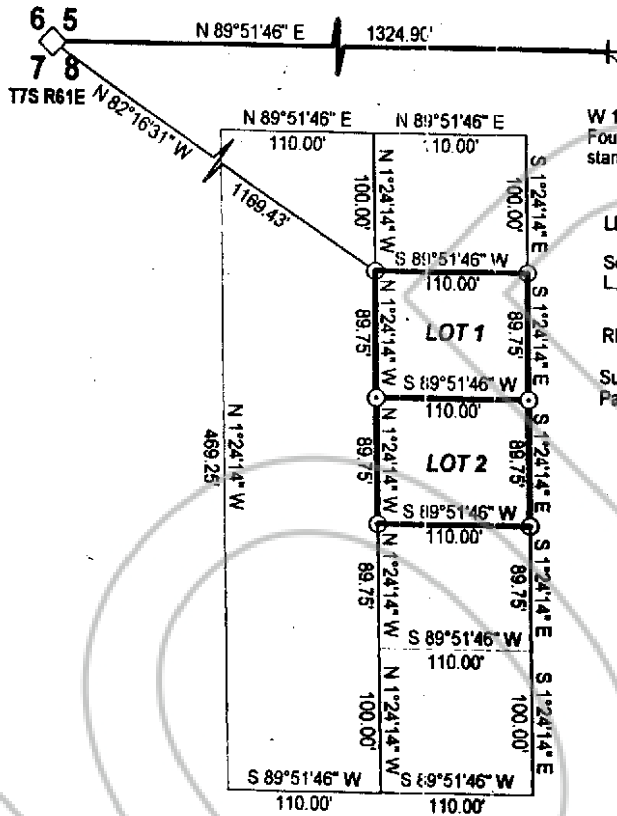 6 5
7 8
T7S R61E
N 89°51'46" E 1324.90'
N 82°16'31" W
1169.43'
N 89°51'46" E
110.00'
N 89°51'46" E
110.00'
W 1
Foun
stan
N 1°24'14" W
100.00'
S 1°24'14" E
100.00'
S 89°51'46" W
110.00'
LOT 1
N 1°24'14" W
89.75'
S 1°24'14" E
89.75'
S 89°51'46" W
110.00'
LOT 2
N 1°24'14" W
89.75'
S 1°24'14" E
89.75'
S 89°51'46" W
110.00'
N 1°24'14" W
469.25'
N 1°24'14" W
89.75'
S 1°24'14" E
89.75'
S 89°51'46" W
110.00'
N 1°24'14" W
100.00'
S 1°24'14" E
100.00'
S 89°51'46" W
110.00'
S 89°51'46" W
110.00'
L
Se
L.
R
Su
Pa